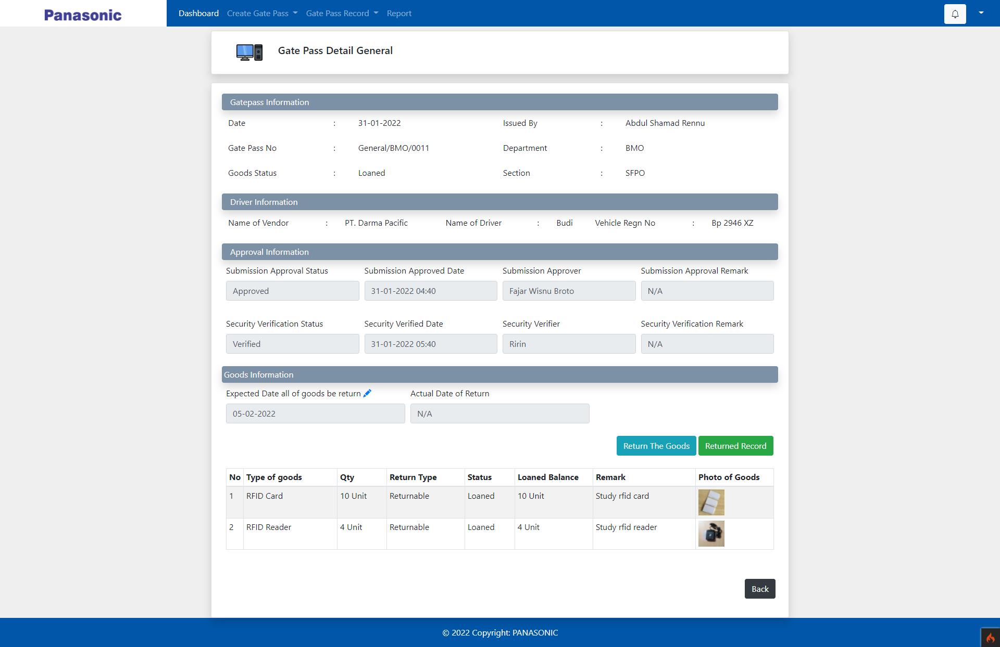 Panasonic
Dashboard Create Gate Pass Gate Pass Record Report
Gate Pass Detail General
Gatepass Information
Date : 31-01-2022 Issued By : Abdul Shamad Rennu
Gate Pass No : General/BMO/0011 Department : BMO
Goods Status : Loaned Section : SFPO
Driver Information
Name of Vendor : PT. Darma Pacific Name of Driver : Budi Vehicle Regn No : Bp 2946 XZ
Approval Information
Submission Approval Status Submission Approved Date Submission Approver Submission Approval Remark
Approved 31-01-2022 04:40 Fajar Wisnu Broto N/A
Security Verification Status Security Verified Date Security Verifier Security Verification Remark
Verified 31-01-2022 05:40 Ririn N/A
Goods Information
Expected Date all of goods be return Actual Date of Return
05-02-2022 N/A
Return The Goods Returned Record
No Type of goods Qty Return Type Status Loaned Balance Remark Photo of Goods
1 RFID Card 10 Unit Returnable Loaned 10 Unit Study rfid card
2 RFID Reader 4 Unit Returnable Loaned 4 Unit Study rfid reader
Back
© 2022 Copyright: PANASONIC